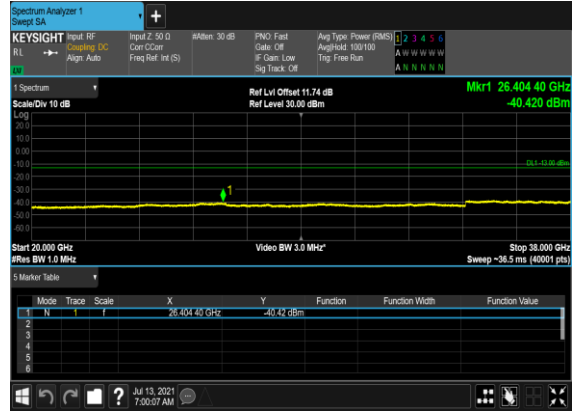 Spectrum Analyzer 1
Swept SA
+
KEYSIGHT Input: RF Input Z: 50 Ω #Atten: 30 dB PNO: Fast Avg Type: Power (RMS) 1 2 3 4 5 6
RL Coupling: DC Corr CCorr Gate: Off Avg|Hold: 100/100 A W W W W W
Align: Auto Freq Ref: Int (S) IF Gain: Low Trig: Free Run
Sig Track: Off A N N N N N
LW
1 Spectrum Ref Lvl Offset 11.74 dB Mkr1 26.404 40 GHz
Scale/Div 10 dB Ref Level 30.00 dBm -40.420 dBm
Log
20.0
10.0
0.00
-10.0 DL1 -13.00 dBm
-20.0
-30.0
1
-40.0
-50.0
-60.0
Start 20.000 GHz Video BW 3.0 MHz* Stop 38.000 GHz
#Res BW 1.0 MHz Sweep ~36.5 ms (40001 pts)
5 Marker Table
Mode Trace Scale X Y Function Function Width Function Value
1 N 1 f 26.404 40 GHz -40.42 dBm
2
3
4
5
6
? Jul 13, 2021
7:00:07 AM